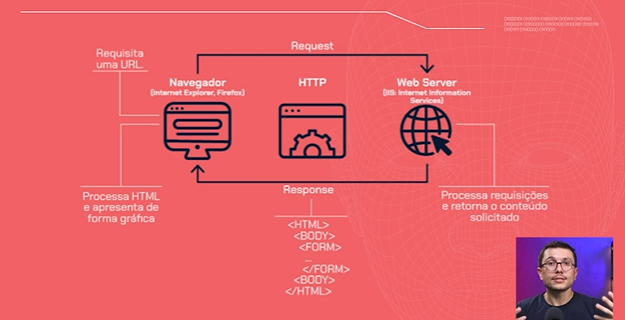 Request
Requisita
uma URL.
Navegador
(Internet Explorer, Firefox)
HTTP
Web Server
(IIS: Internet Information
Services)
Processa HTML
e apresenta de
forma gráfica
Response
<HTML>
<BODY>
<FORM>
...
</FORM>
<BODY>
</HTML>
Processa requisições
e retorna o conteúdo
solicitado